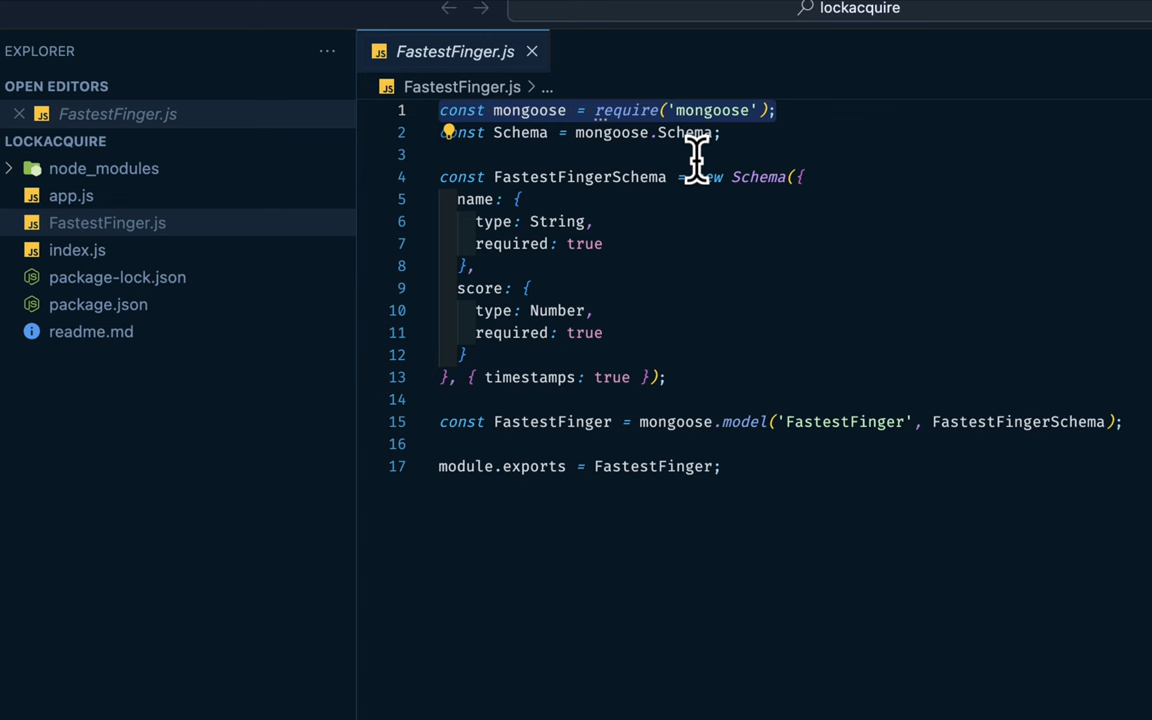 lockacquire
EXPLORER
OPEN EDITORS
FastestFinger.js
LOCKACQUIRE
node_modules
app.js
FastestFinger.js
index.js
package-lock.json
package.json
readme.md
FastestFinger.js
FastestFinger.js > ...
1 const mongoose = require('mongoose');
2 const Schema = mongoose.Schema;
3
4 const FastestFingerSchema = new Schema({
5 name: {
6 type: String,
7 required: true
8 },
9 score: {
10 type: Number,
11 required: true
12 }
13 }, { timestamps: true });
14
15 const FastestFinger = mongoose.model('FastestFinger', FastestFingerSchema);
16
17 module.exports = FastestFinger;